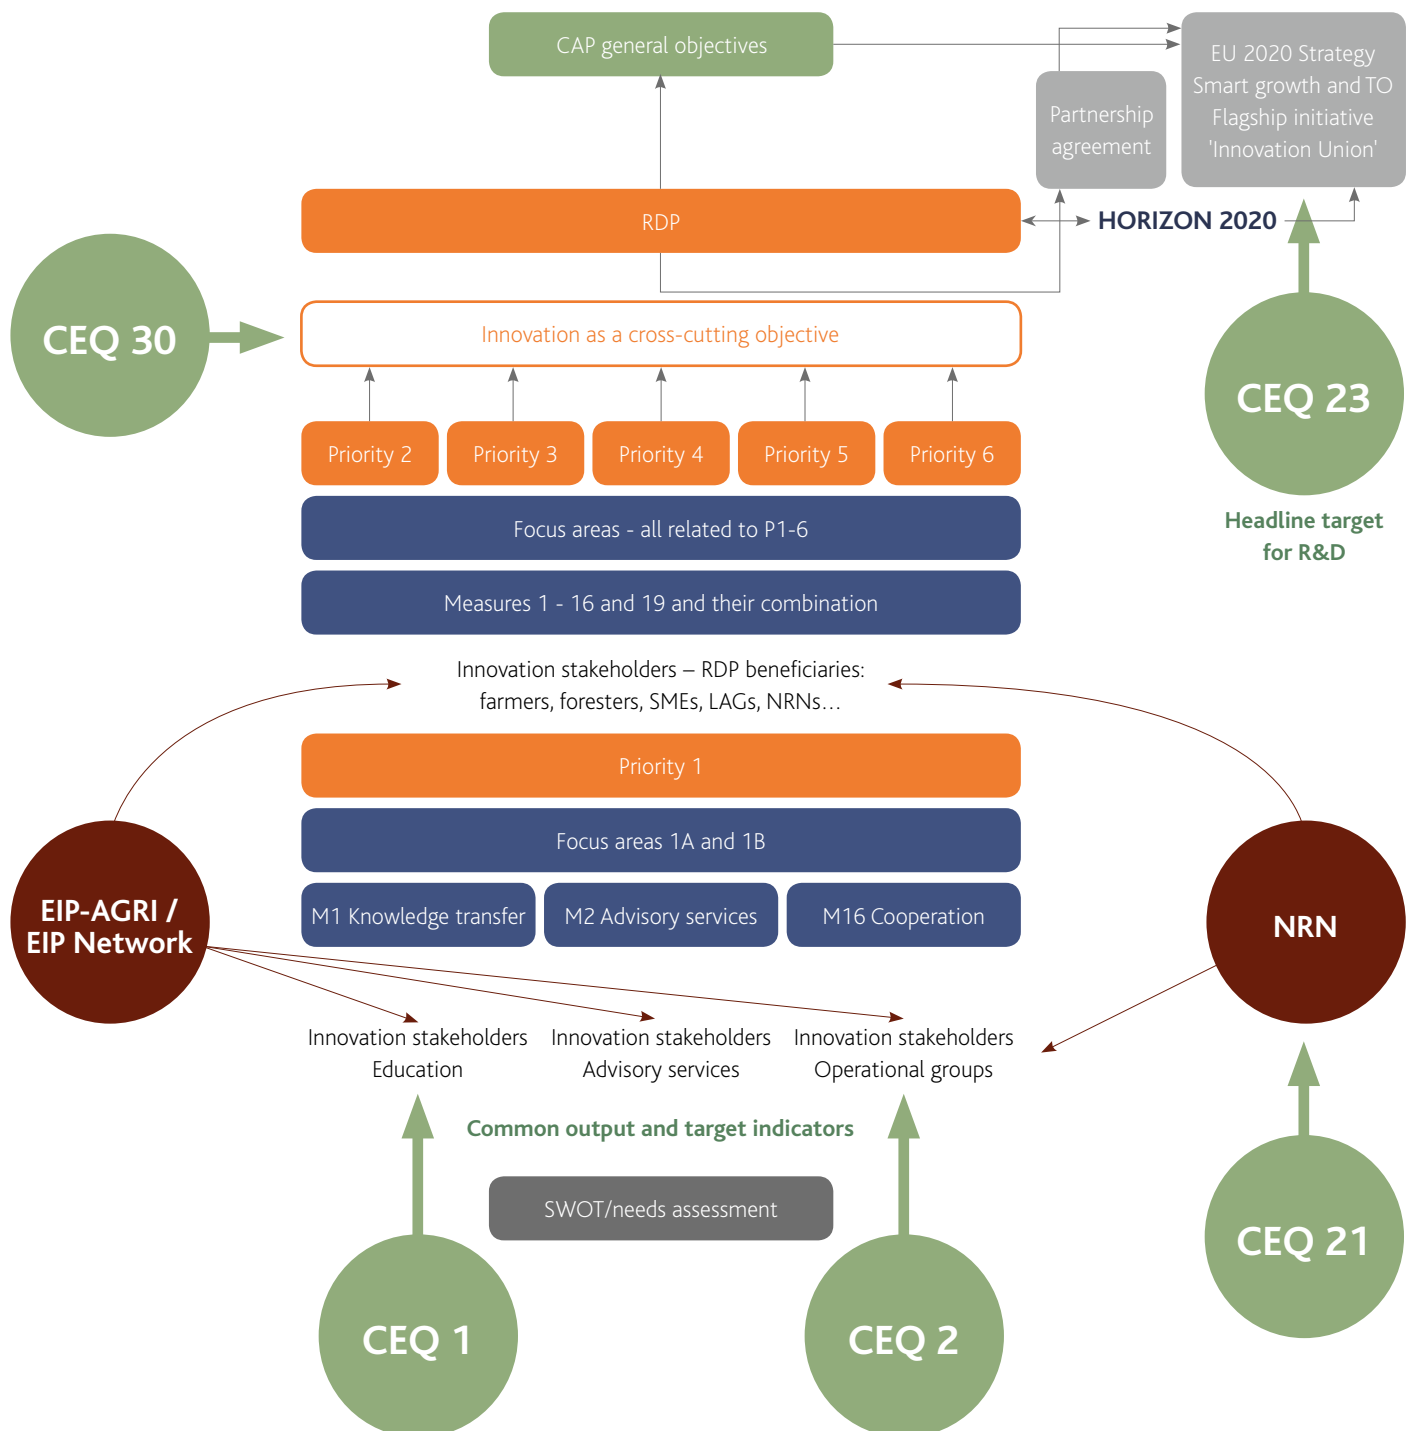 CAP general objectives
EU 2020 Strategy
Smart growth and TO
Flagship initiative
'Innovation Union'
Partnership
agreement
RDP
HORIZON 2020
CEQ 30
Innovation as a cross-cutting objective
CEQ 23
Headline target
for R&D
Priority 2
Priority 3
Priority 4
Priority 5
Priority 6
Focus areas - all related to P1-6
Measures 1 - 16 and 19 and their combination
Innovation stakeholders – RDP beneficiaries:
farmers, foresters, SMEs, LAGs, NRNs…
Priority 1
Focus areas 1A and 1B
EIP-AGRI /
EIP Network
M1 Knowledge transfer
M2 Advisory services
M16 Cooperation
NRN
Innovation stakeholders
Education
Innovation stakeholders
Advisory services
Innovation stakeholders
Operational groups
Common output and target indicators
SWOT/needs assessment
CEQ 21
CEQ 1
CEQ 2